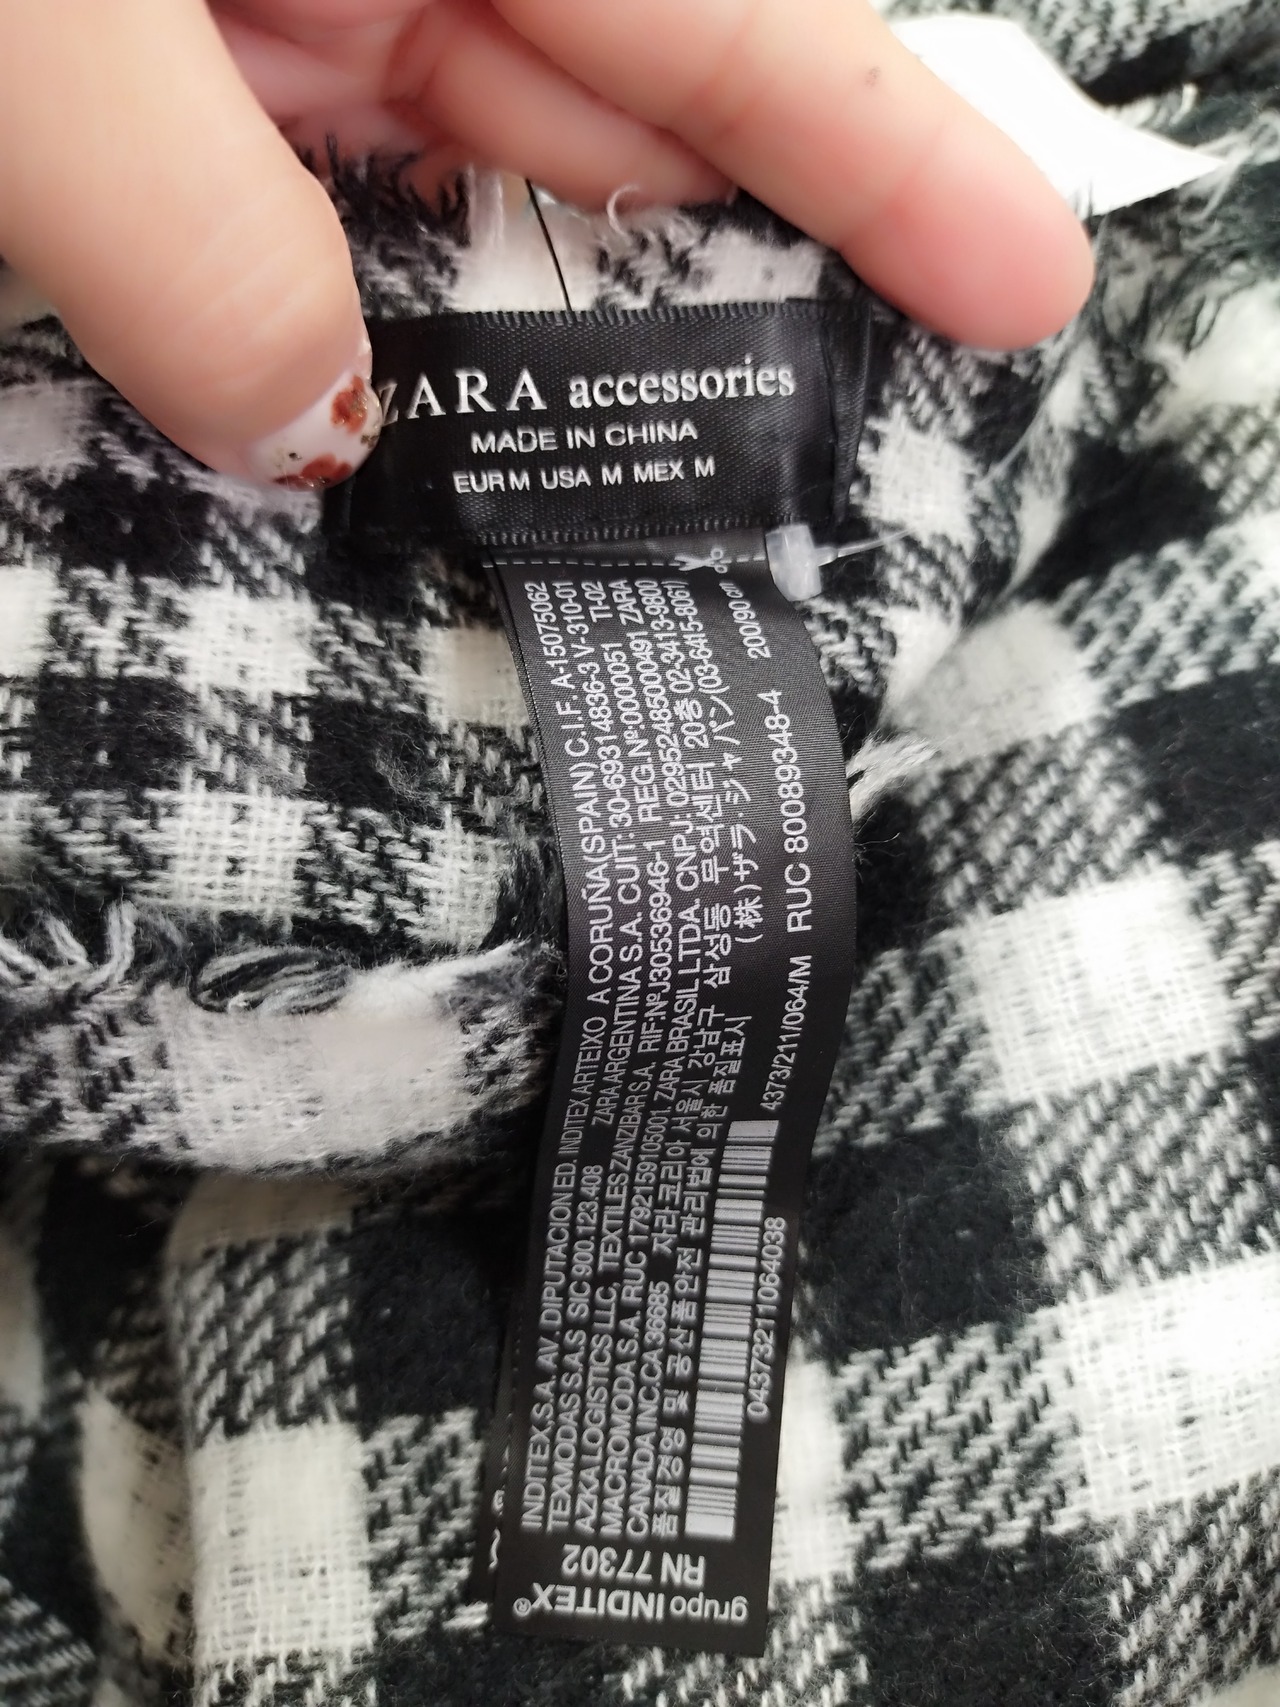 ZARA accessories
MADE IN CHINA
EUR M USA M MEX M
INDITEX,S.A. AV. DIPUTACION ED. INDITEX ARTEIXO A CORUÑA(SPAIN) C.I.F. A-15075062
TEXMODAS S.A.S SIC 900.123.408 ZARA ARGENTINA S.A. CUIT: 30-69314836-3 V-310-01
AZKA LOGISTICS LLC, TEXTILES ZANZIBAR S.A. RIF:NºJ30536946-1 REG.Nº00000051 TI-02
MACROMODA S.A. RUC 1792159105001. ZARA BRASIL LTDA. CNPJ: 02952485000491 ZARA
CANADA INC.CA 36685 자라코리아 서울시 강남구 삼성동 무역센터 20층 02-3413-9800
품질경영 및 공산품안전 관리법에 의한 품질표시 (株)ザラ・ジャパン/(03-6415-8061)
200/90 cm
4373/211/064/M RUC 80089348-4
04373211064038
RN 77302
grupo INDITEX®